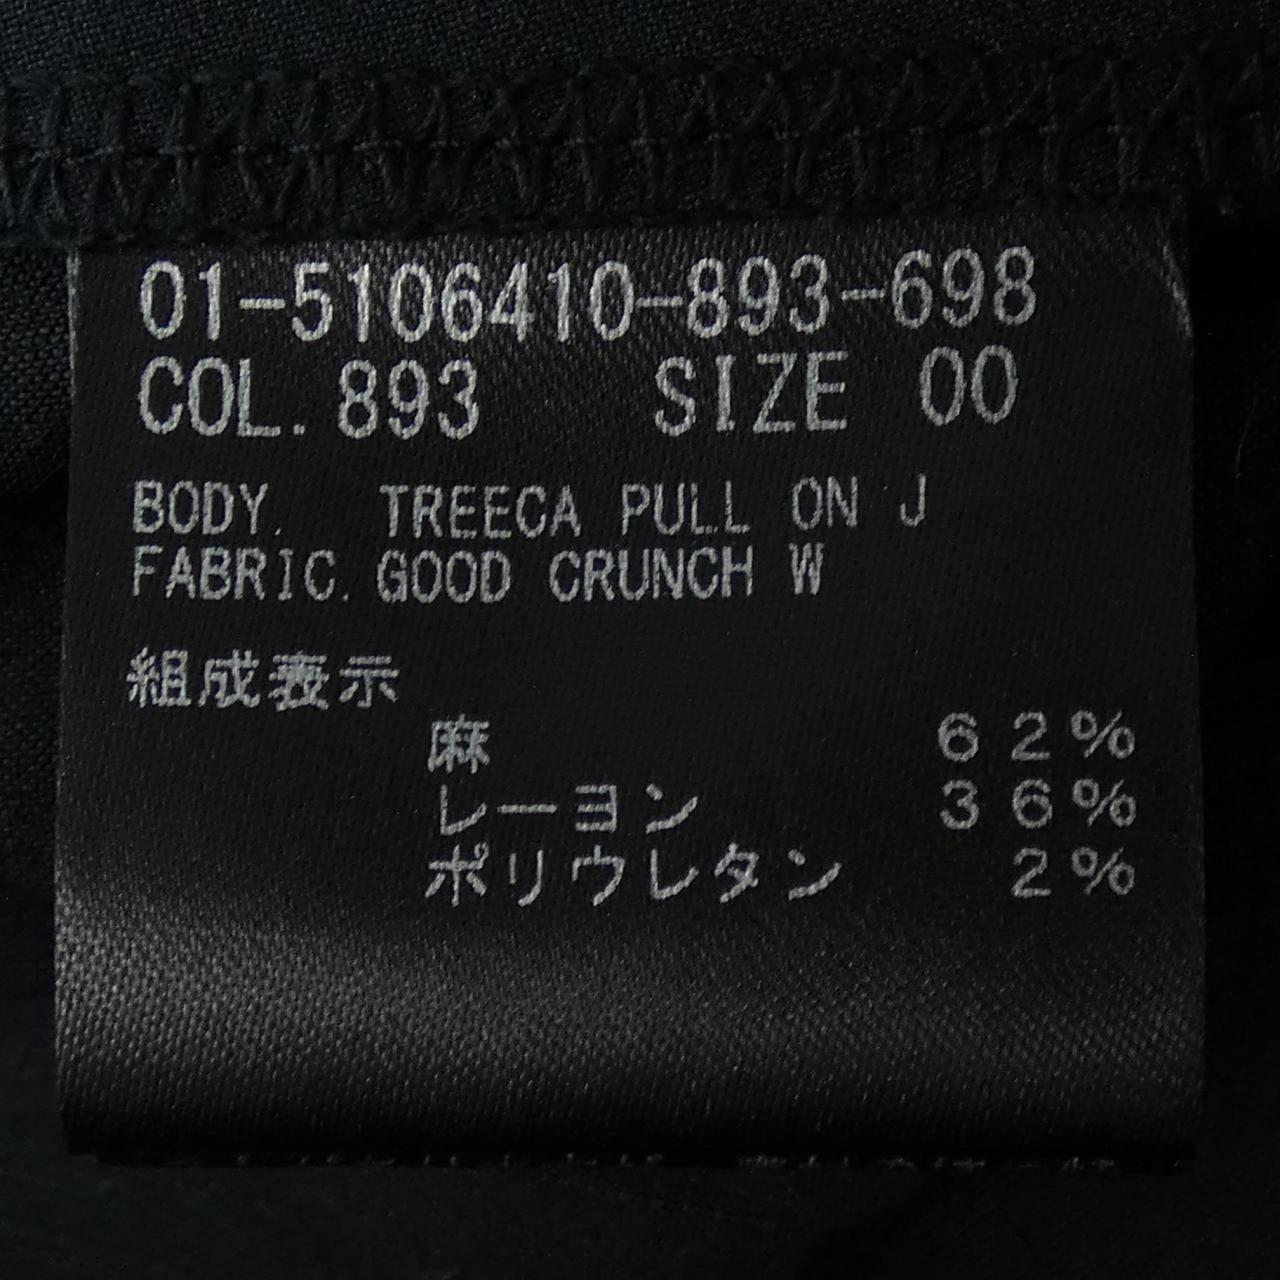 01-5106410-893-698
COL. 893 SIZE 00
BODY. TREECA PULL ON J
FABRIC. GOOD CRUNCH W
組成表示
麻 62%
レーヨン 36%
ポリウレタン 2%